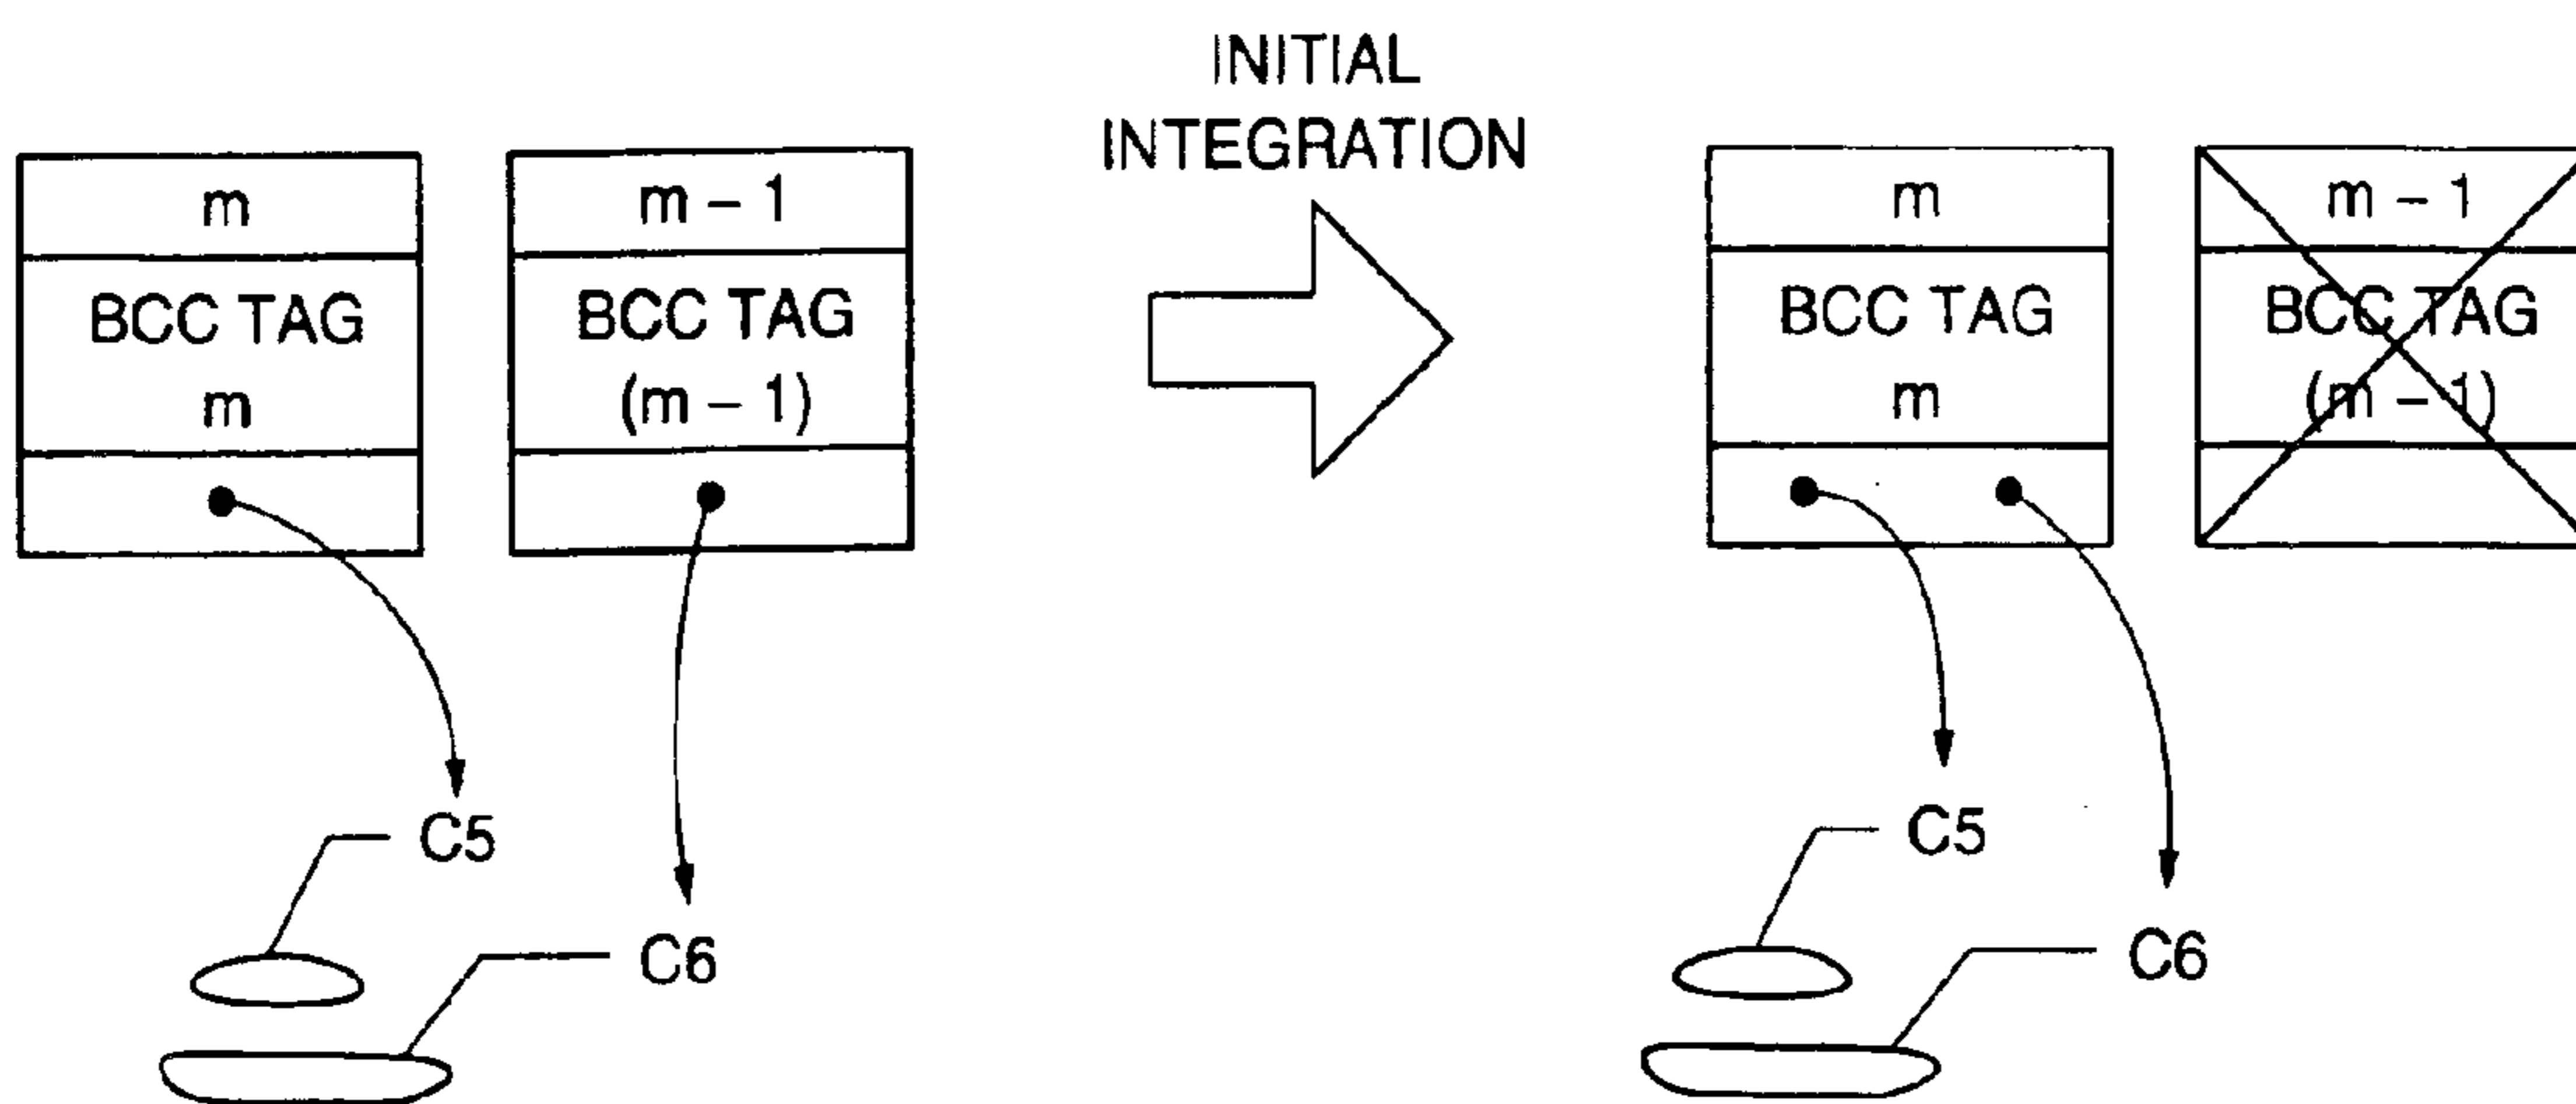 INITIAL
INTEGRATION
m
BCC TAG
m
m – 1
BCC TAG
(m – 1)
C5
C6
m
BCC TAG
m
m – 1
BCC TAG
(m – 1)
C5
C6